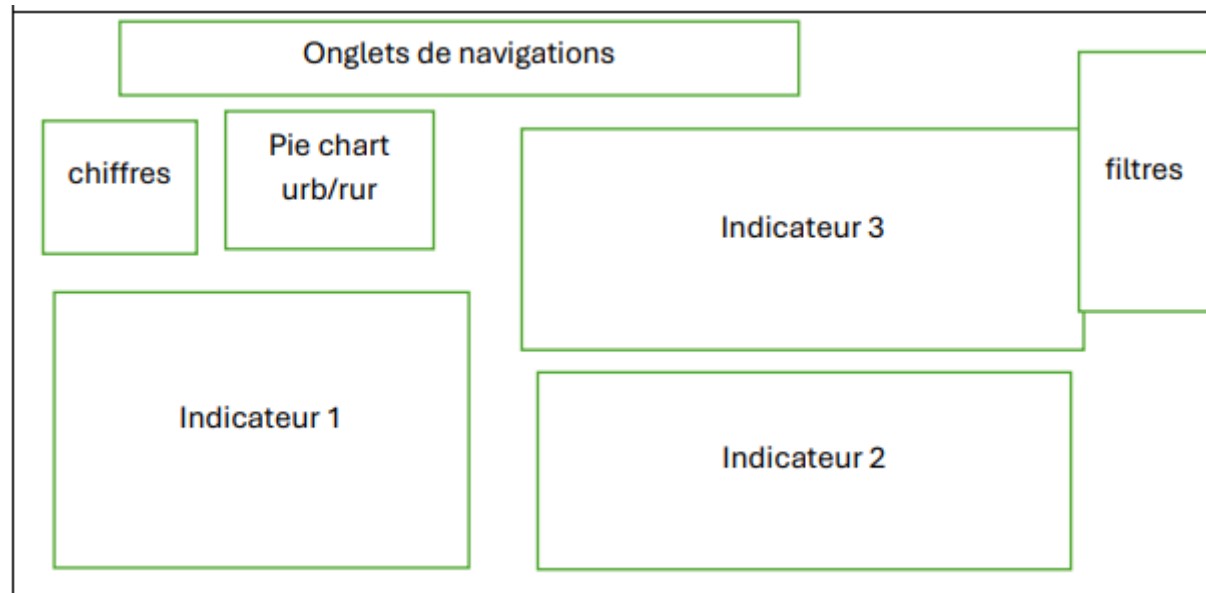 Onglets de navigations
chiffres
Pie chart
urb/rur
filtres
Indicateur 3
Indicateur 1
Indicateur 2